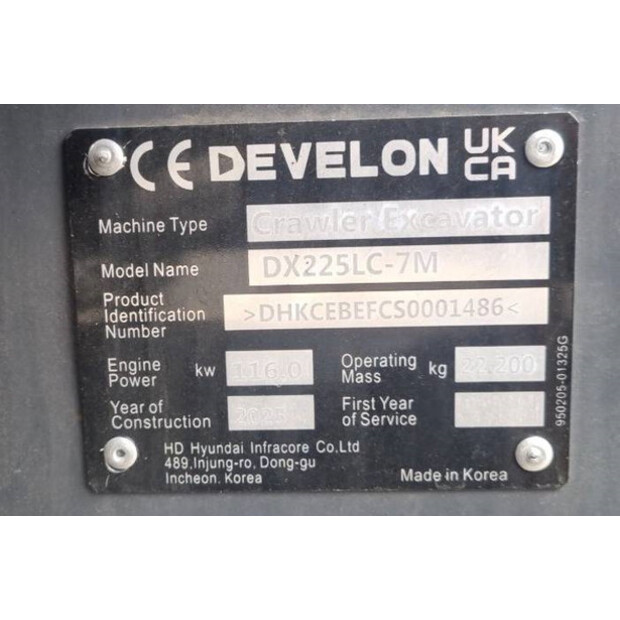 CE DEVELON UK CA
Machine Type Crawler Excavator
Model Name DX225LC-7M
Product Identification Number >DHKCEBEFCS0001486<
Engine Power kw 116.0 Operating Mass kg 22,200
Year of Construction First Year of Service
HD Hyundai Infracore Co.Ltd
489,Injung-ro, Dong-gu
Incheon. Korea
Made in Korea
950205-01325G